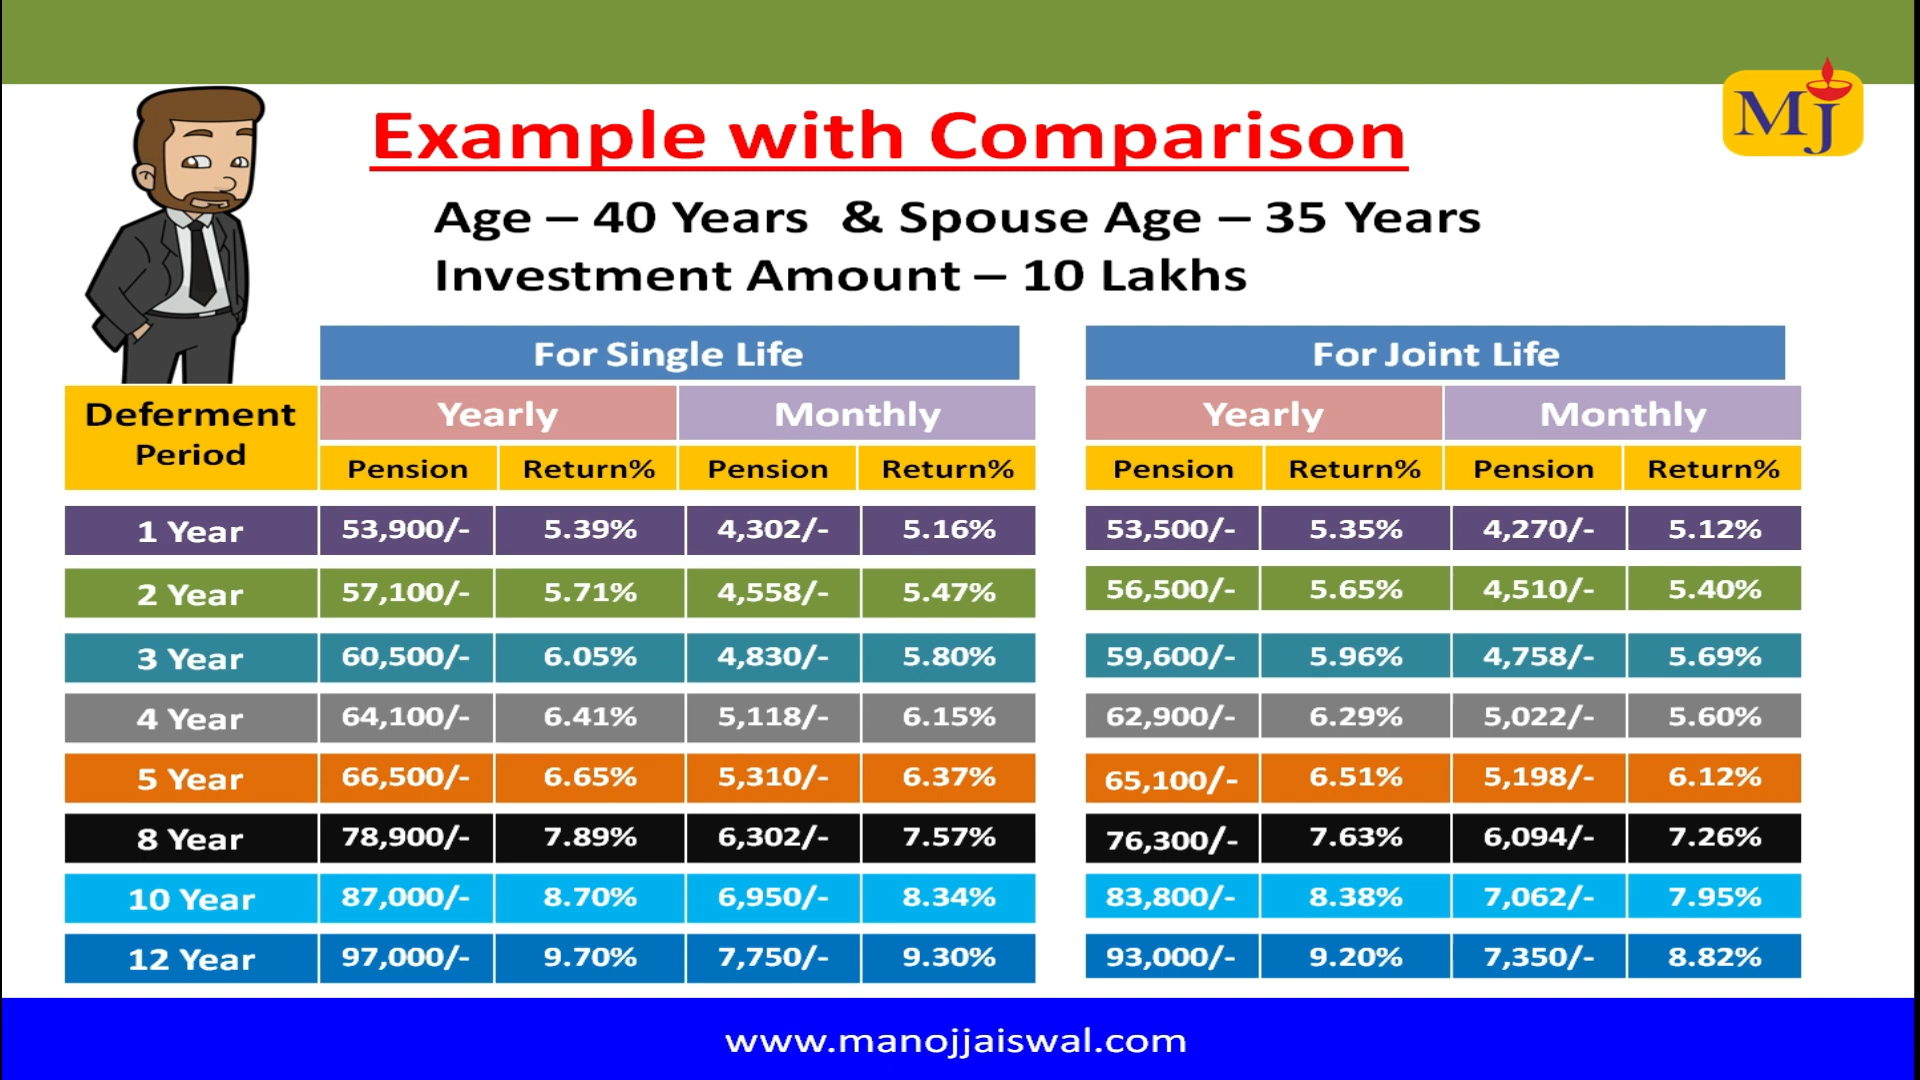 MJ
Example with Comparison
Age – 40 Years & Spouse Age – 35 Years
Investment Amount – 10 Lakhs
For Single Life For Joint Life
Deferment Period Yearly Monthly Yearly Monthly
Pension Return% Pension Return% Pension Return% Pension Return%
1 Year 53,900/- 5.39% 4,302/- 5.16% 53,500/- 5.35% 4,270/- 5.12%
2 Year 57,100/- 5.71% 4,558/- 5.47% 56,500/- 5.65% 4,510/- 5.40%
3 Year 60,500/- 6.05% 4,830/- 5.80% 59,600/- 5.96% 4,758/- 5.69%
4 Year 64,100/- 6.41% 5,118/- 6.15% 62,900/- 6.29% 5,022/- 5.60%
5 Year 66,500/- 6.65% 5,310/- 6.37% 65,100/- 6.51% 5,198/- 6.12%
8 Year 78,900/- 7.89% 6,302/- 7.57% 76,300/- 7.63% 6,094/- 7.26%
10 Year 87,000/- 8.70% 6,950/- 8.34% 83,800/- 8.38% 7,062/- 7.95%
12 Year 97,000/- 9.70% 7,750/- 9.30% 93,000/- 9.20% 7,350/- 8.82%
www.manojjaiswal.com